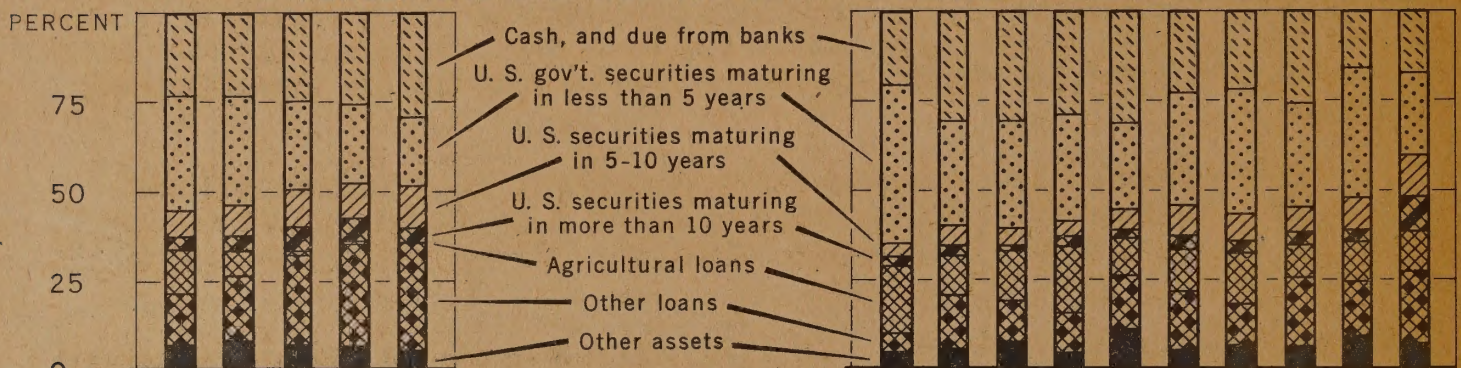 PERCENT
75
50
25
0
Cash, and due from banks
U. S. gov't. securities maturing
in less than 5 years
U. S. securities maturing
in 5-10 years
U. S. securities maturing
in more than 10 years
Agricultural loans
Other loans
Other assets